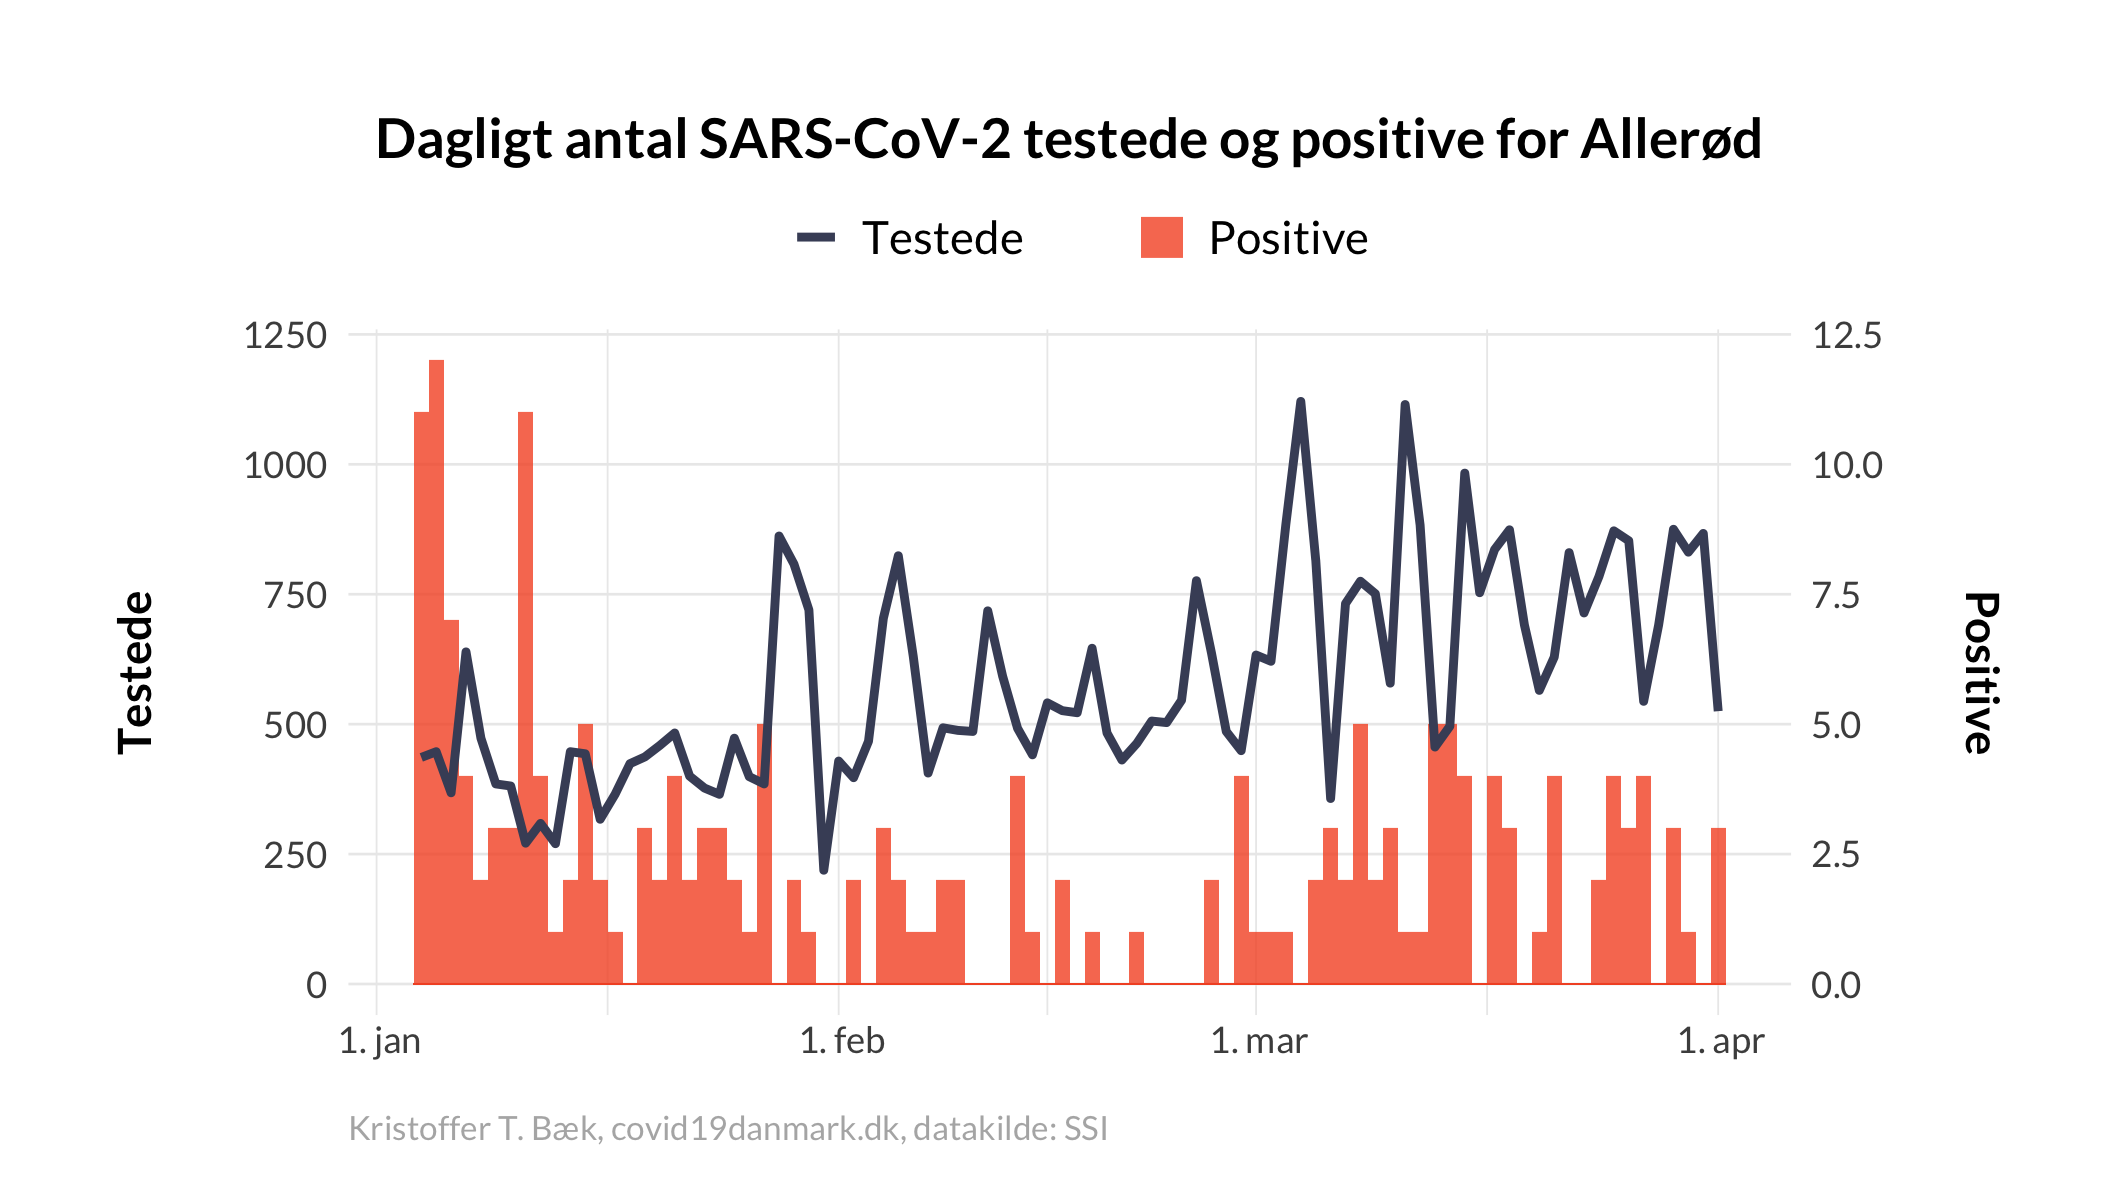 Dagligt antal SARS-CoV-2 testede og positive for Allerød
Testede Positive
1250 12.5
1000 10.0
750 7.5
500 5.0
250 2.5
0 0.0
Testede
Positive
1. jan 1. feb 1. mar 1. apr
Kristoffer T. Bæk, covid19danmark.dk, datakilde: SSI